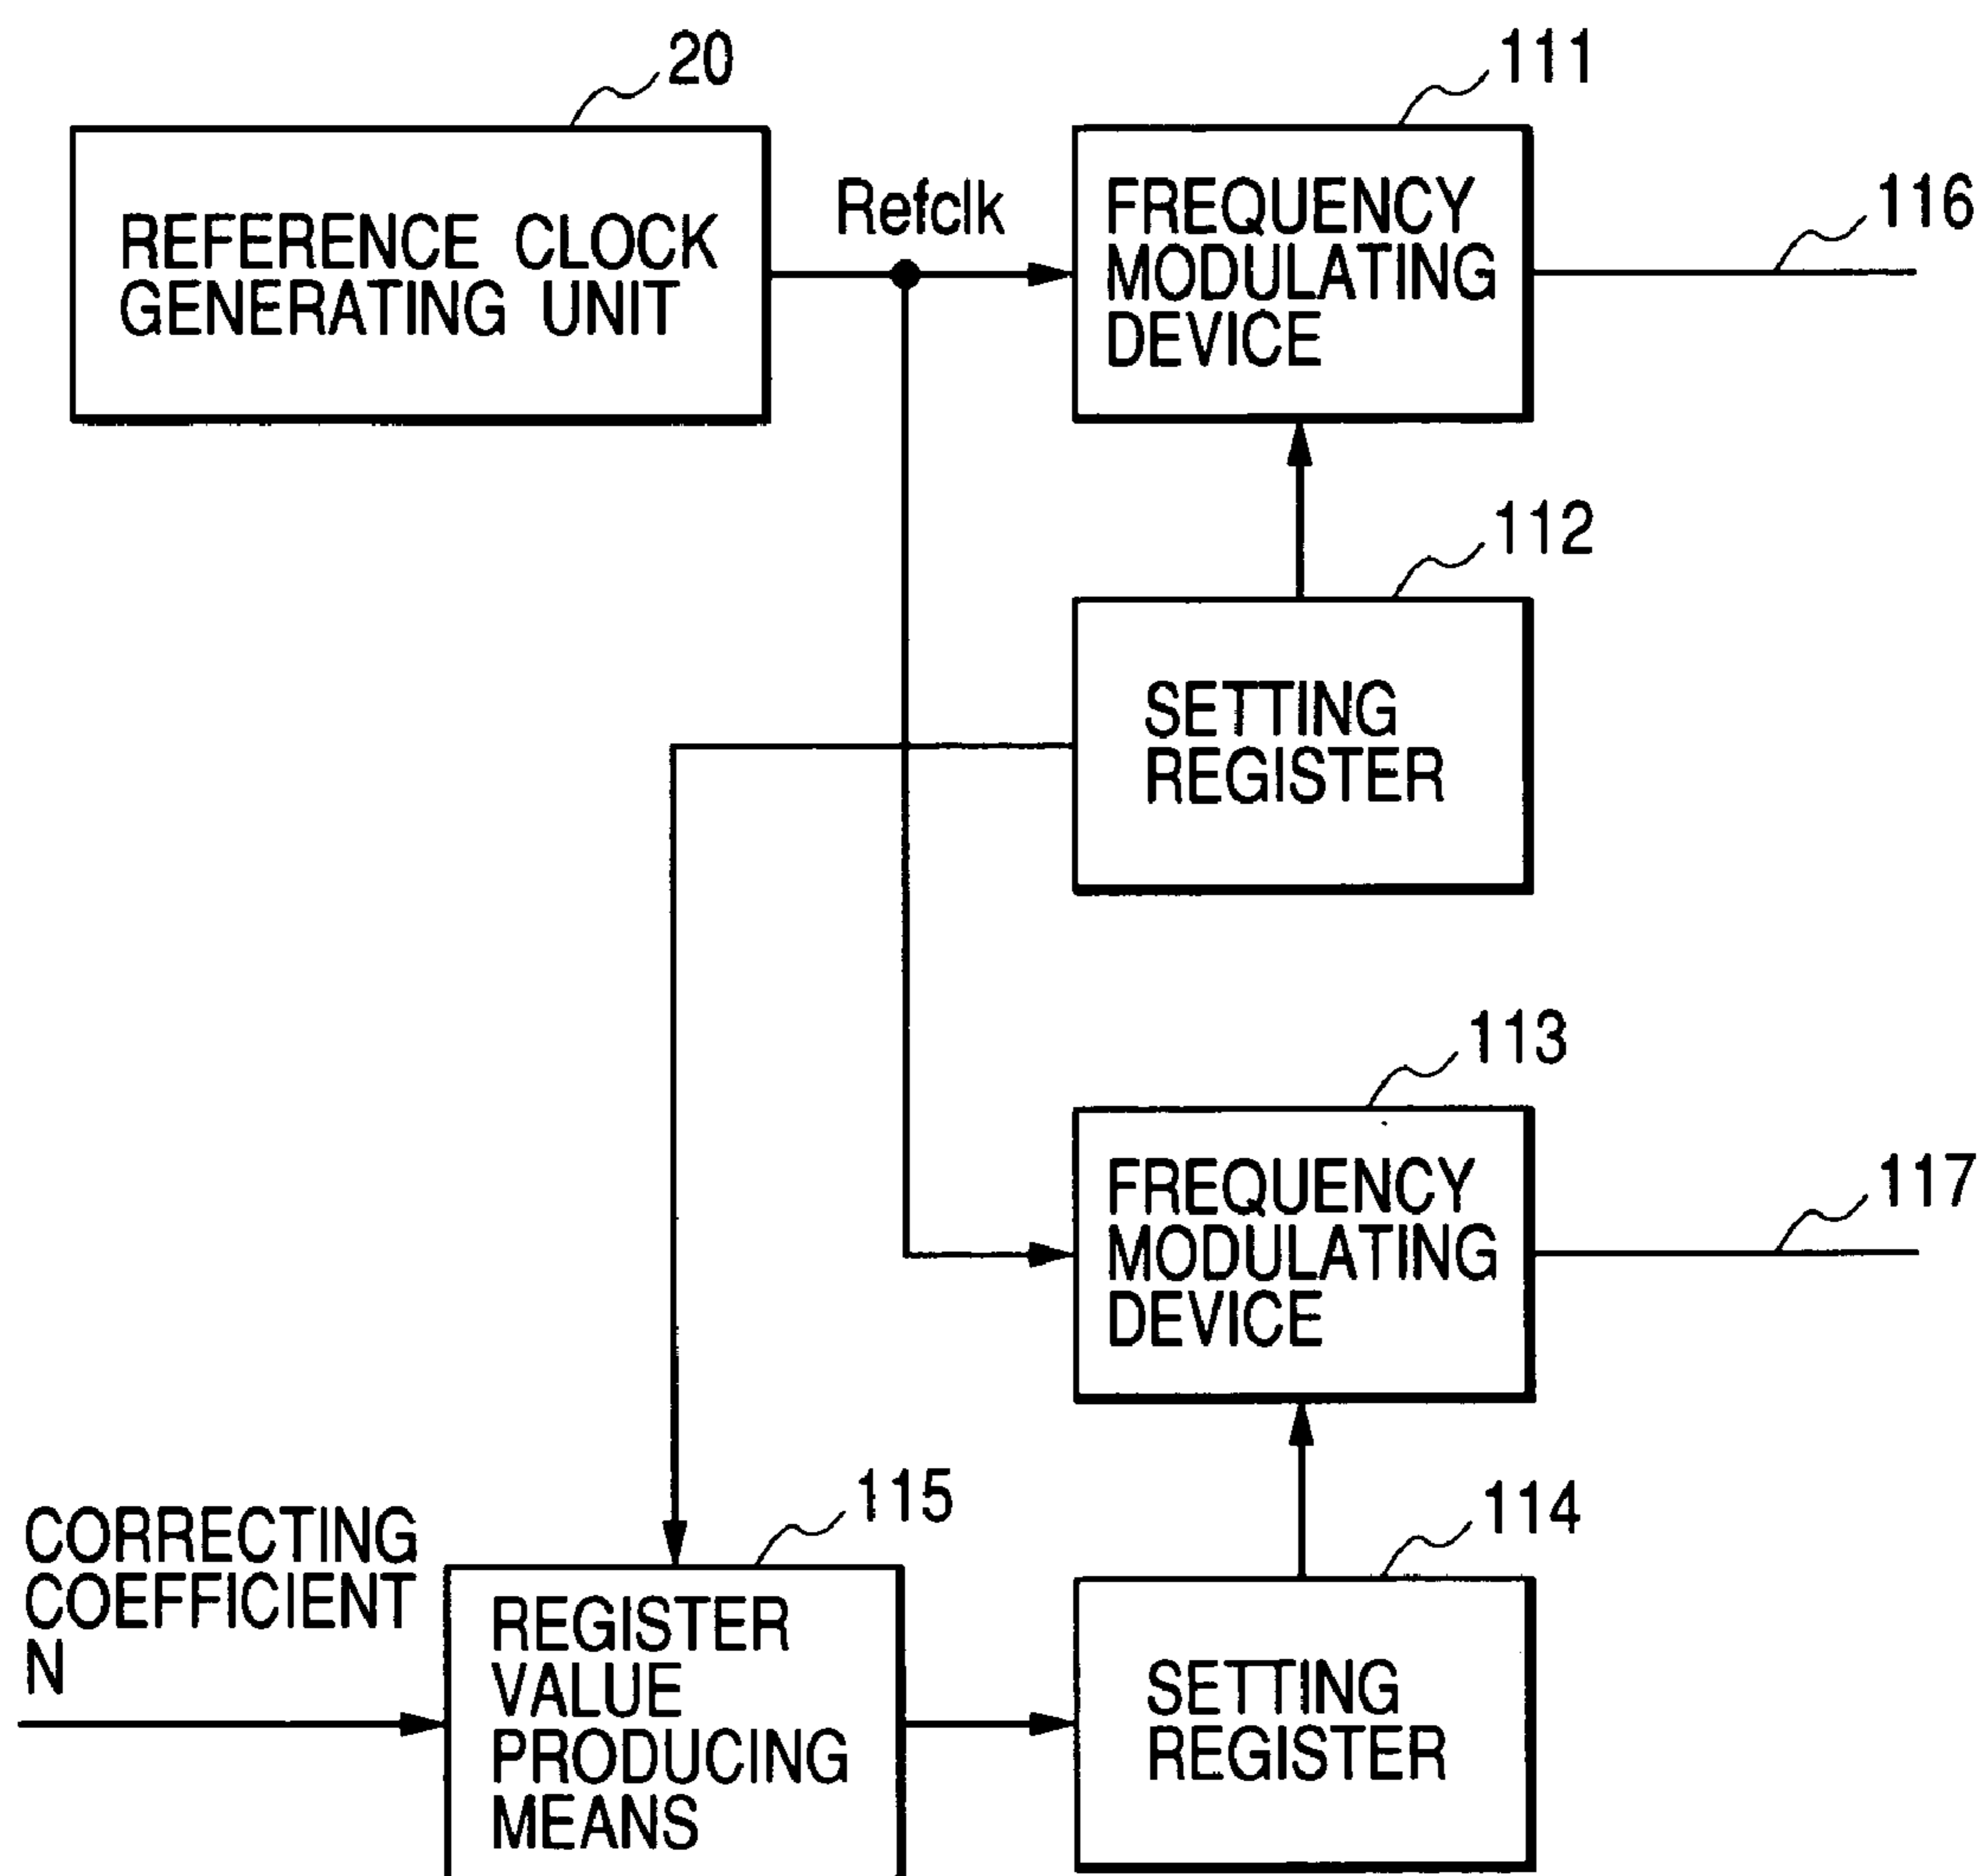 20
111
REFERENCE CLOCK
GENERATING UNIT
Refclk
FREQUENCY
MODULATING
DEVICE
116
112
SETTING
REGISTER
113
FREQUENCY
MODULATING
DEVICE
117
CORRECTING
COEFFICIENT
N
115
REGISTER
VALUE
PRODUCING
MEANS
114
SETTING
REGISTER